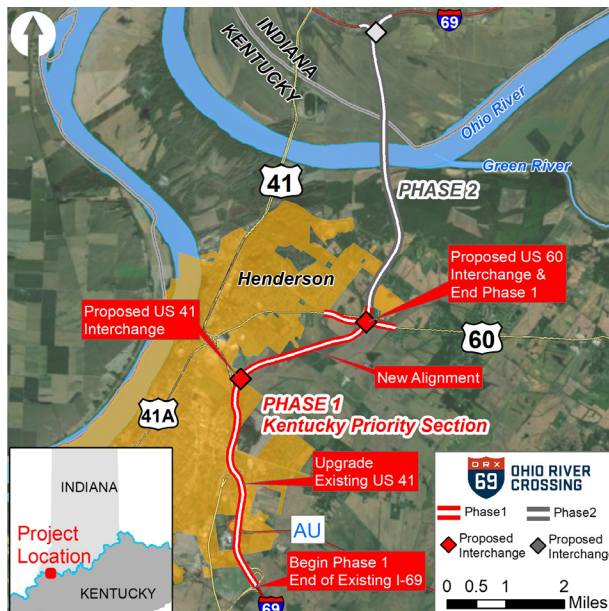 69
INDIANA
KENTUCKY
Ohio River
Green River
41
PHASE 2
Henderson
Proposed US 60
Interchange &
End Phase 1
Proposed US 41
Interchange
60
New Alignment
41A
PHASE 1
Kentucky Priority Section
Upgrade
Existing US 41
AU
Begin Phase 1
End of Existing I-69
69
INDIANA
Project
Location
KENTUCKY
ORX
69
OHIO RIVER
CROSSING
Phase1
Phase2
Proposed
Interchange
Proposed
Interchange
0 0.5 1 2
Miles